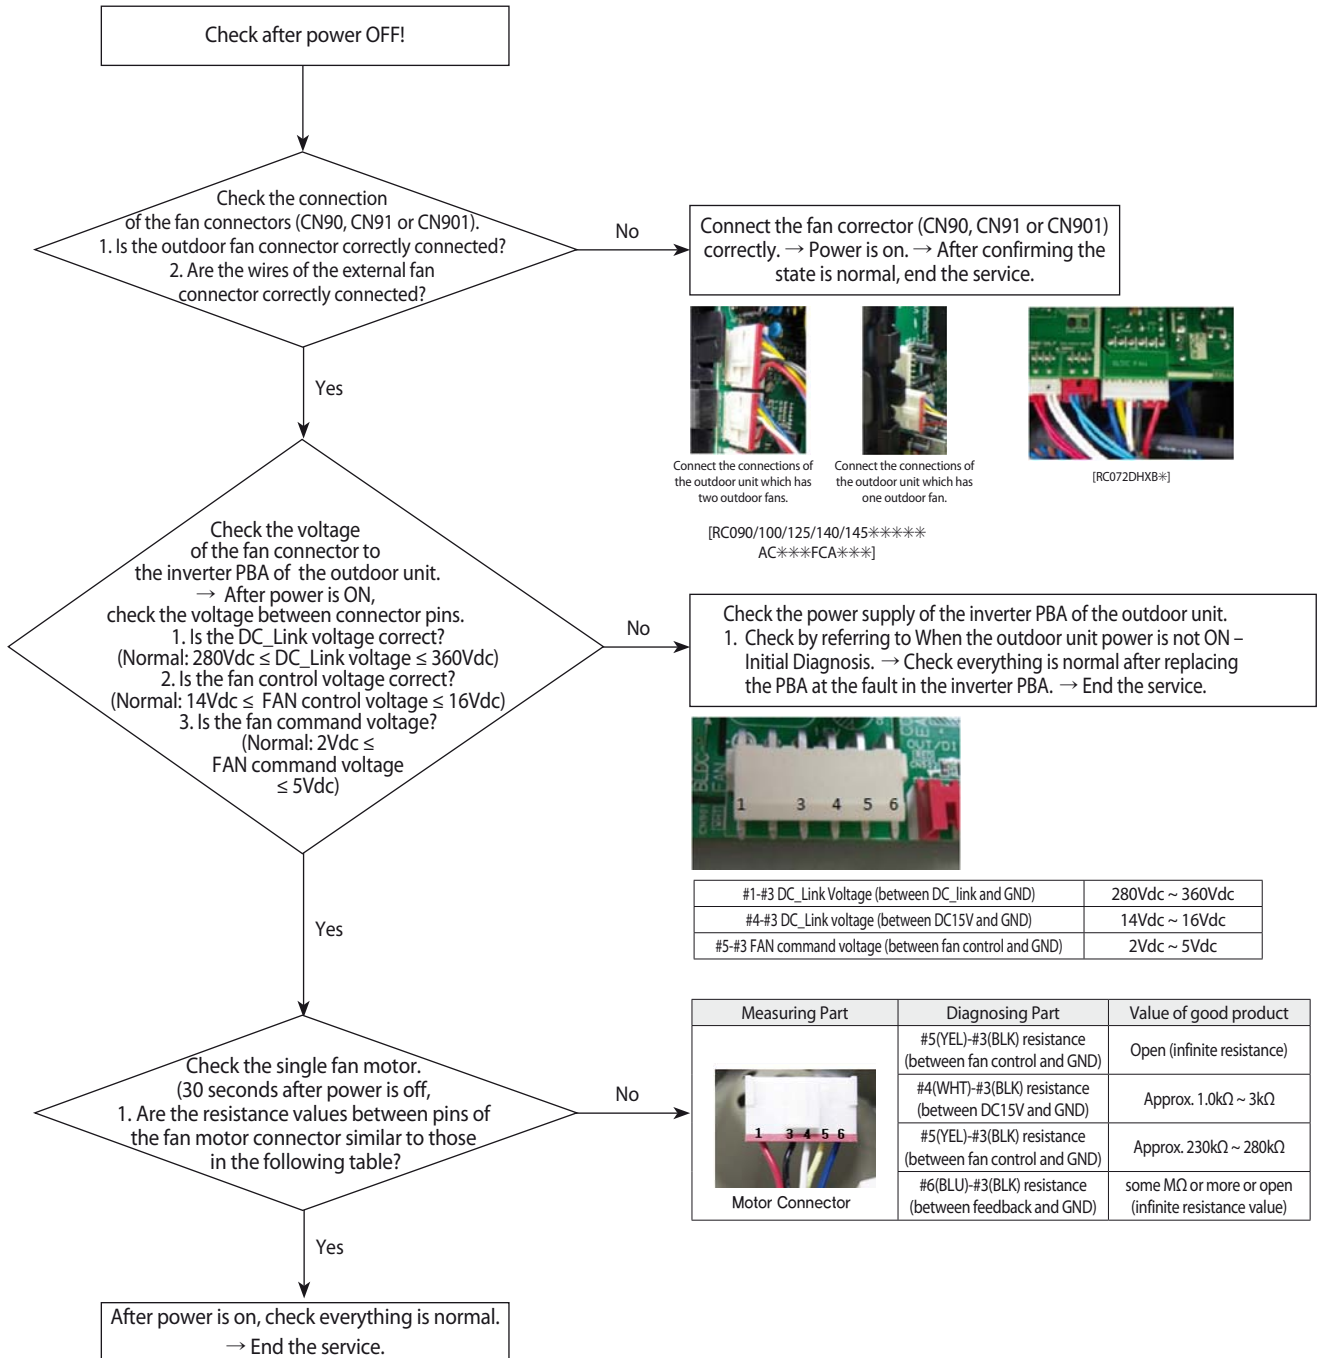 Check after power OFF!
Check the connection
of the fan connectors (CN90, CN91 or CN901).
1. Is the outdoor fan connector correctly connected?
2. Are the wires of the external fan
connector correctly connected?
No
Connect the fan corrector (CN90, CN91 or CN901)
correctly. → Power is on. → After confirming the
state is normal, end the service.
Connect the connections of
the outdoor unit which has
two outdoor fans.
Connect the connections of
the outdoor unit which has
one outdoor fan.
BLDC FAN
[RC072DHXB✳]
[RC090/100/125/140/145✳✳✳✳✳
AC✳✳✳FCA✳✳✳]
Yes
Check the voltage
of the fan connector to
the inverter PBA of the outdoor unit.
→ After power is ON,
check the voltage between connector pins.
1. Is the DC_Link voltage correct?
(Normal: 280Vdc ≤ DC_Link voltage ≤ 360Vdc)
2. Is the fan control voltage correct?
(Normal: 14Vdc ≤ FAN control voltage ≤ 16Vdc)
3. Is the fan command voltage?
(Normal: 2Vdc ≤
FAN command voltage
≤ 5Vdc)
No
Check the power supply of the inverter PBA of the outdoor unit.
1. Check by referring to When the outdoor unit power is not ON –
Initial Diagnosis. → Check everything is normal after replacing
the PBA at the fault in the inverter PBA. → End the service.
BLDC
FAN
CN901
OUT/D1
1 3 4 5 6
#1-#3 DC_Link Voltage (between DC_link and GND) 280Vdc ~ 360Vdc
#4-#3 DC_Link voltage (between DC15V and GND) 14Vdc ~ 16Vdc
#5-#3 FAN command voltage (between fan control and GND) 2Vdc ~ 5Vdc
Yes
Check the single fan motor.
(30 seconds after power is off,
1. Are the resistance values between pins of
the fan motor connector similar to those
in the following table?
No
Measuring Part Diagnosing Part Value of good product
1 3 4 5 6
Motor Connector
#5(YEL)-#3(BLK) resistance
(between fan control and GND)
Open (infinite resistance)
#4(WHT)-#3(BLK) resistance
(between DC15V and GND)
Approx. 1.0kΩ ~ 3kΩ
#5(YEL)-#3(BLK) resistance
(between fan control and GND)
Approx. 230kΩ ~ 280kΩ
#6(BLU)-#3(BLK) resistance
(between feedback and GND)
some MΩ or more or open
(infinite resistance value)
Yes
After power is on, check everything is normal.
→ End the service.